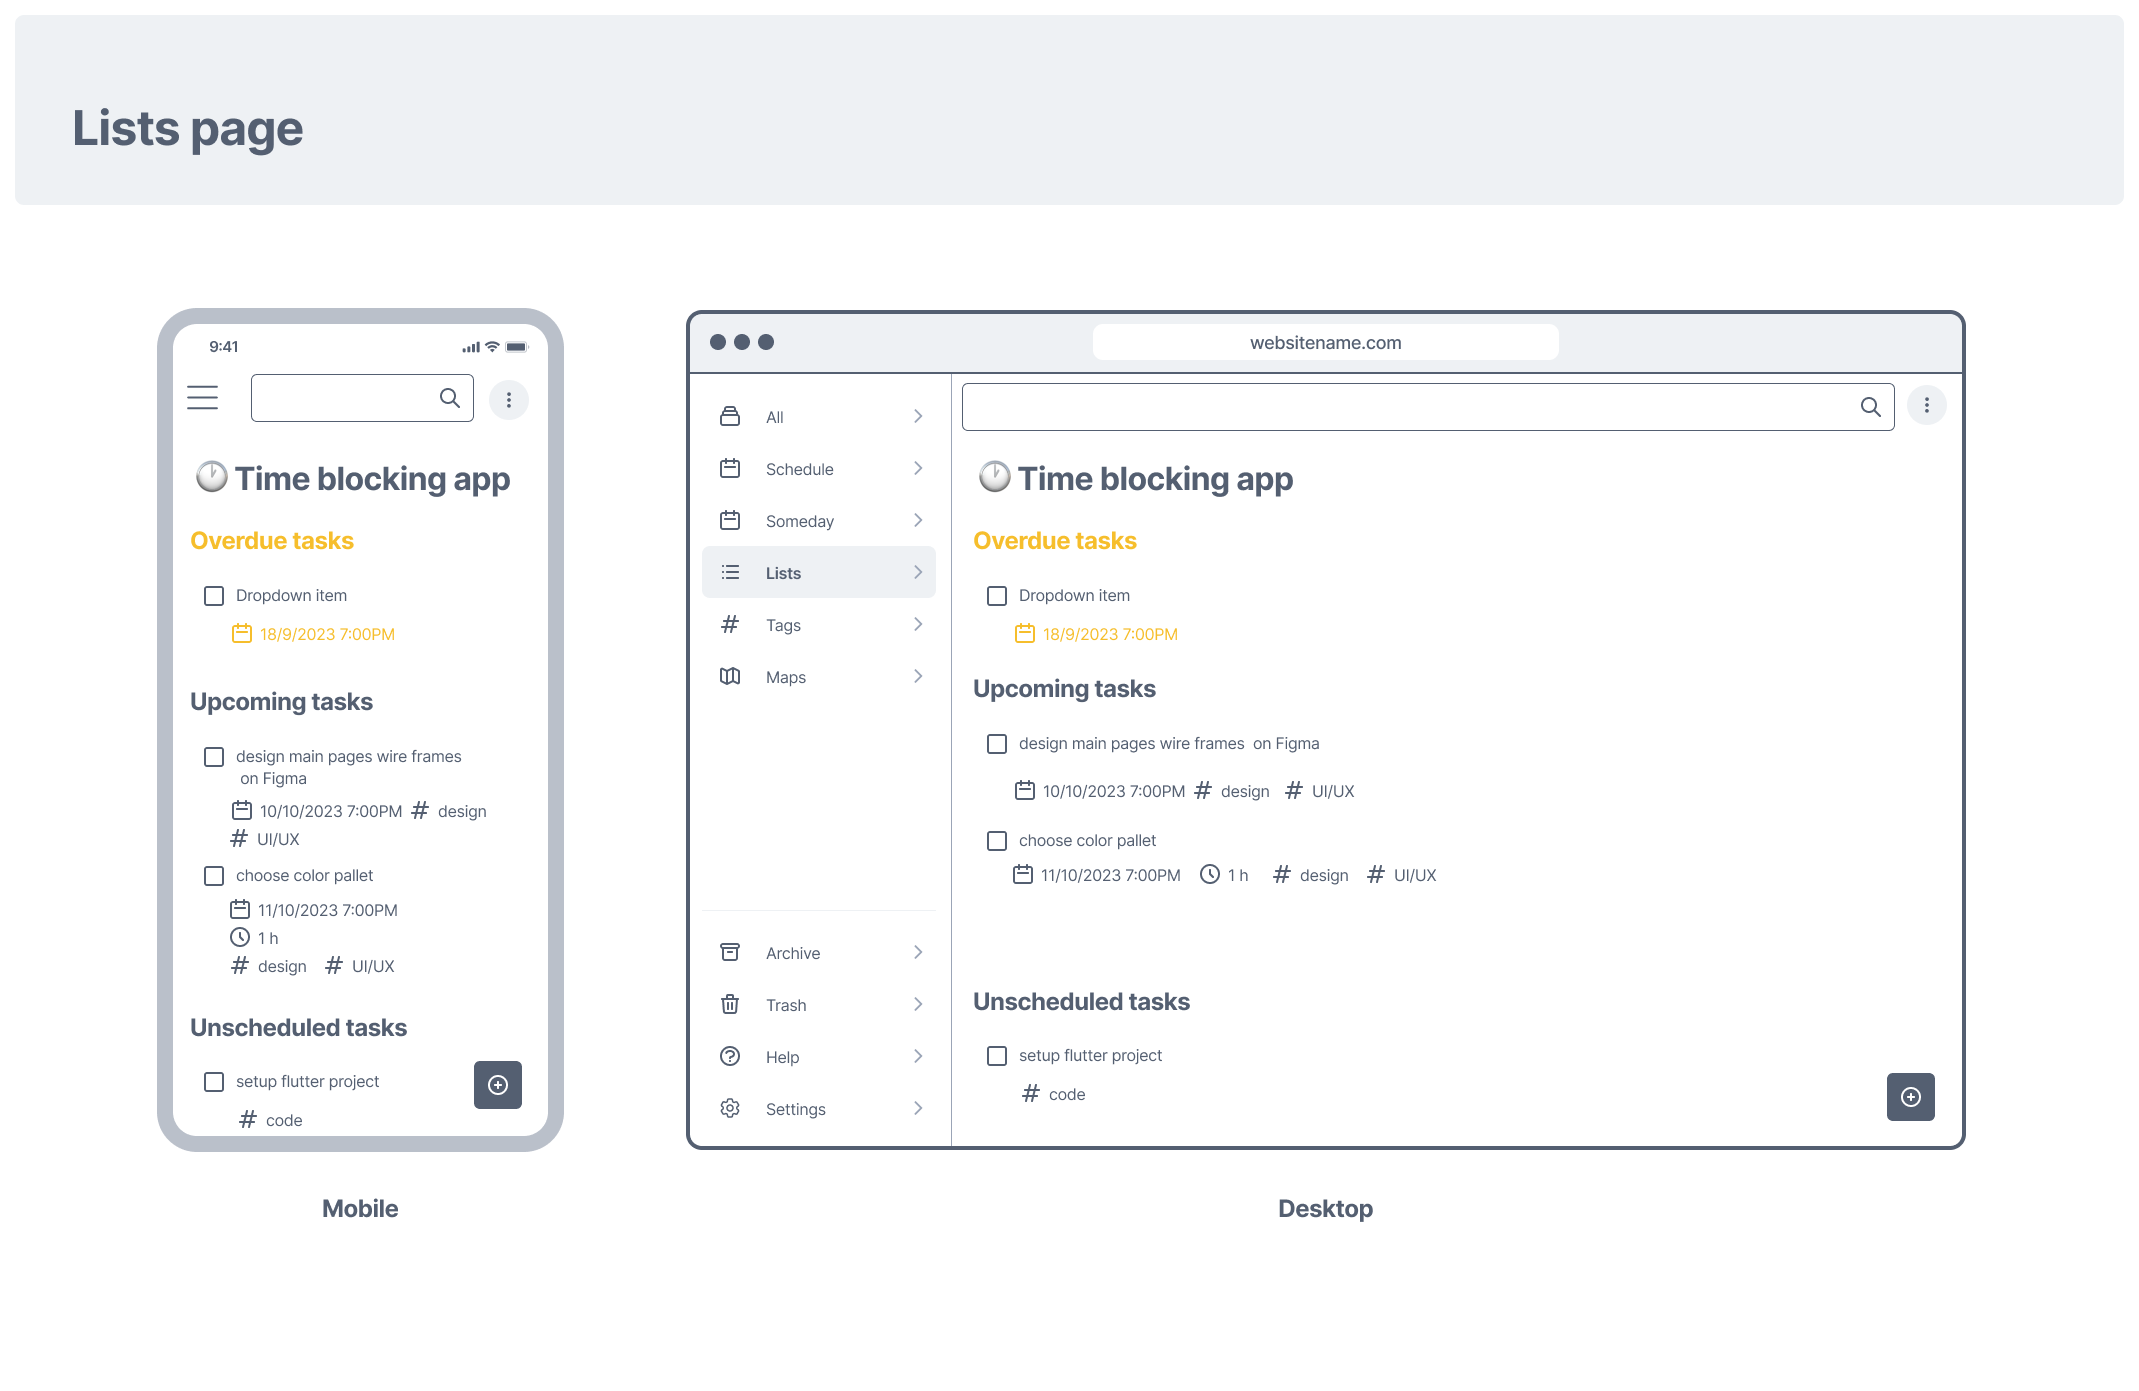 Lists page
9:41
Time blocking app
Overdue tasks
Dropdown item
18/9/2023 7:00PM
Upcoming tasks
design main pages wire frames
on Figma
10/10/2023 7:00PM # design
# UI/UX
choose color pallet
11/10/2023 7:00PM
1 h
# design # UI/UX
Unscheduled tasks
setup flutter project
# code
Mobile
websitename.com
All
Schedule
Someday
Lists
# Tags
Maps
Archive
Trash
Help
Settings
Time blocking app
Overdue tasks
Dropdown item
18/9/2023 7:00PM
Upcoming tasks
design main pages wire frames  on Figma
10/10/2023 7:00PM # design # UI/UX
choose color pallet
11/10/2023 7:00PM 1 h # design # UI/UX
Unscheduled tasks
setup flutter project
# code
Desktop